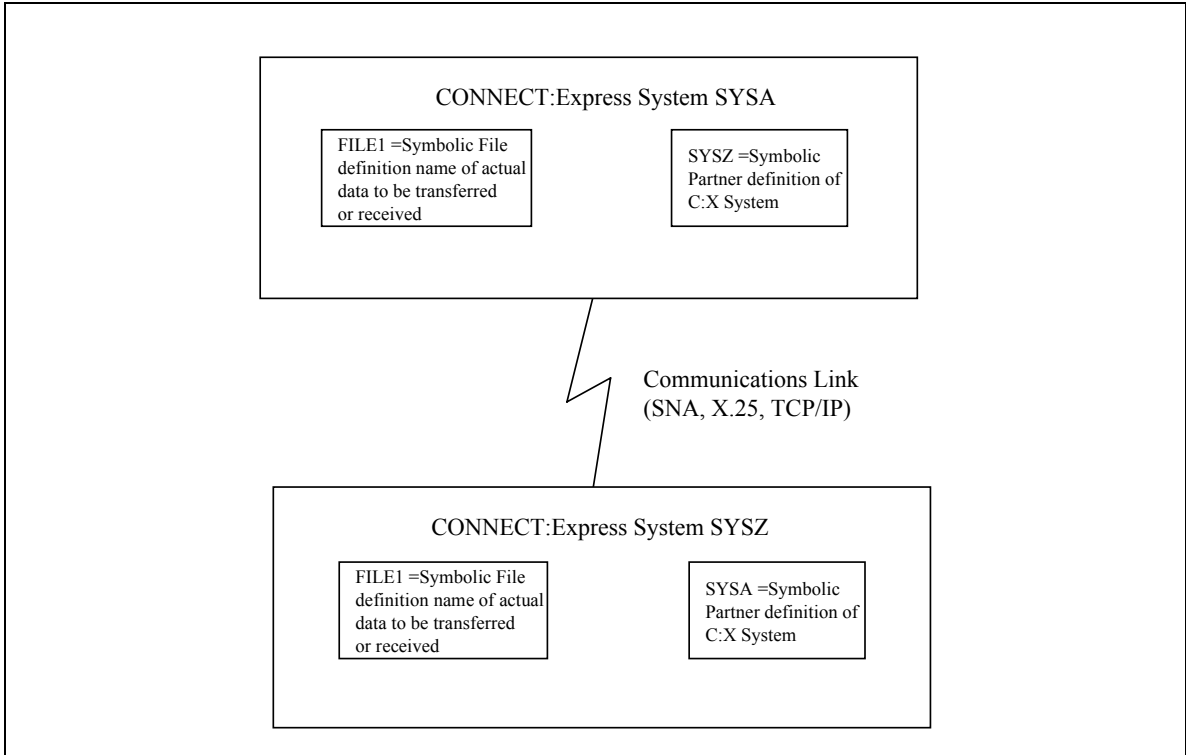 CONNECT:Express System SYSA
FILE1 =Symbolic File
definition name of actual
data to be transferred
or received
SYSZ =Symbolic
Partner definition of
C:X System
Communications Link
(SNA, X.25, TCP/IP)
CONNECT:Express System SYSZ
FILE1 =Symbolic File
definition name of actual
data to be transferred
or received
SYSA =Symbolic
Partner definition of
C:X System